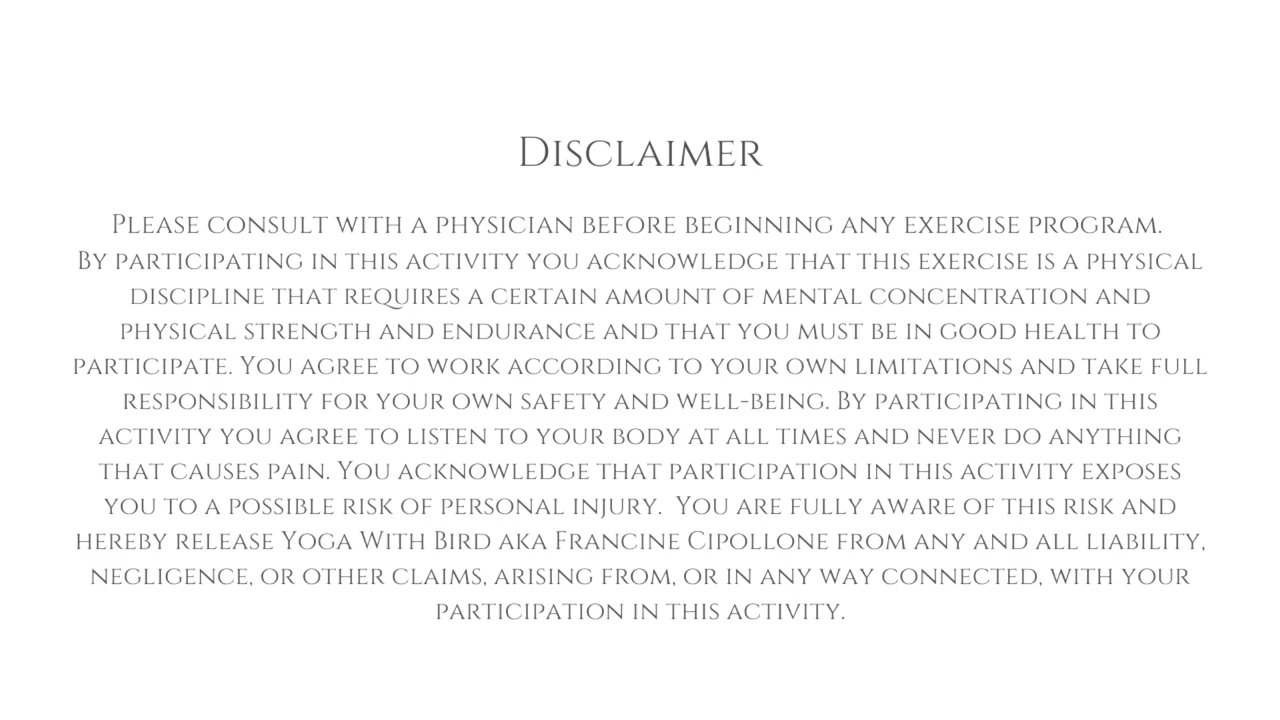 Disclaimer
Please consult with a physician before beginning any exercise program.
By participating in this activity you acknowledge that this exercise is a physical
discipline that requires a certain amount of mental concentration and
physical strength and endurance and that you must be in good health to
participate. You agree to work according to your own limitations and take full
responsibility for your own safety and well-being. By participating in this
activity you agree to listen to your body at all times and never do anything
that causes pain. You acknowledge that participation in this activity exposes
you to a possible risk of personal injury.  You are fully aware of this risk and
hereby release Yoga With Bird aka Francine Cipollone from any and all liability,
negligence, or other claims, arising from, or in any way connected, with your
participation in this activity.